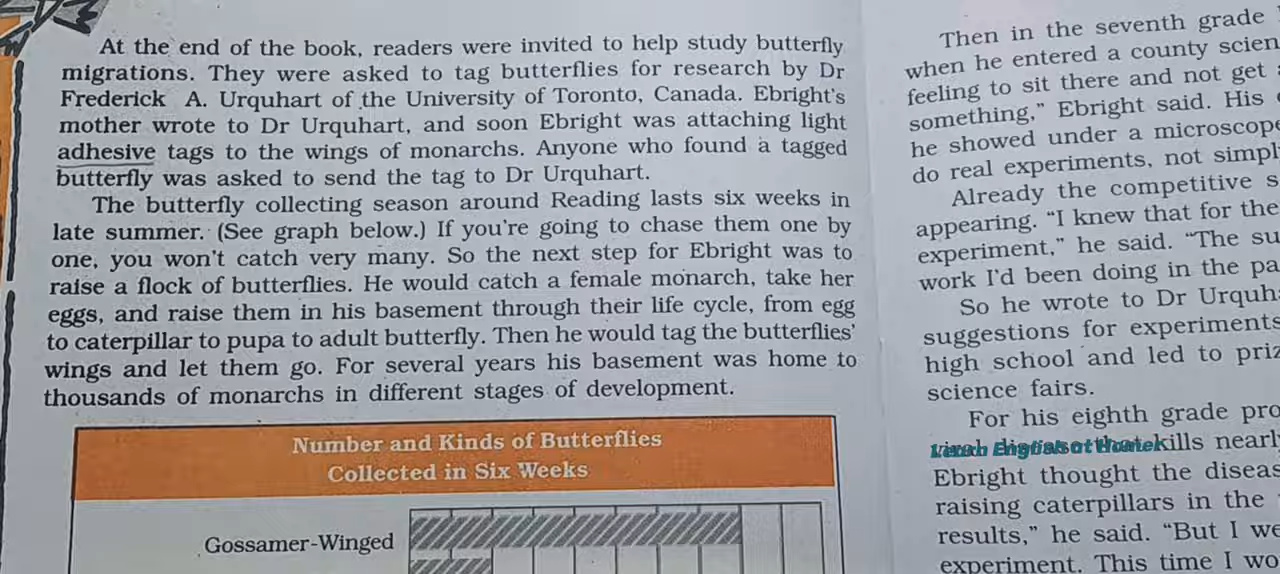 At the end of the book, readers were invited to help study butterfly
migrations. They were asked to tag butterflies for research by Dr
Frederick A. Urquhart of the University of Toronto, Canada. Ebright's
mother wrote to Dr Urquhart, and soon Ebright was attaching light
adhesive tags to the wings of monarchs. Anyone who found a tagged
butterfly was asked to send the tag to Dr Urquhart.
The butterfly collecting season around Reading lasts six weeks in
late summer. (See graph below.) If you're going to chase them one by
one, you won't catch very many. So the next step for Ebright was to
raise a flock of butterflies. He would catch a female monarch, take her
eggs, and raise them in his basement through their life cycle, from egg
to caterpillar to pupa to adult butterfly. Then he would tag the butterflies'
wings and let them go. For several years his basement was home to
thousands of monarchs in different stages of development.
Number and Kinds of Butterflies
Collected in Six Weeks
Gossamer-Winged
Then in the seventh grade
when he entered a county scien
feeling to sit there and not get
something," Ebright said. His
he showed under a microscope
do real experiments, not simpl
Already the competitive s
appearing. "I knew that for the
experiment," he said. "The su
work I'd been doing in the pa
So he wrote to Dr Urquh
suggestions for experiments
high school and led to priz
science fairs.
For his eighth grade pro
kills nearl
Ebright thought the diseas
raising caterpillars in the
results," he said. "But I we
experiment. This time I wo